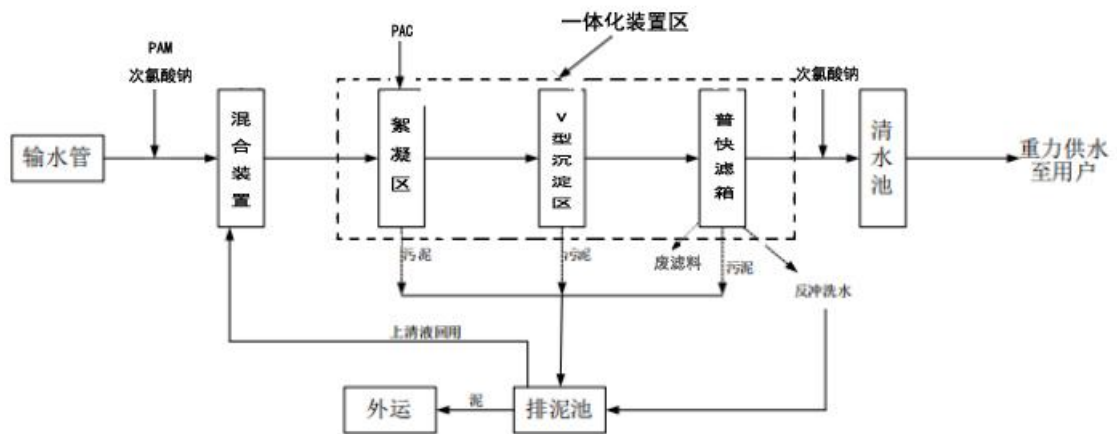 一体化装置区
PAC
PAM
次氯酸钠
次氯酸钠
输水管
混合装置
絮凝区
V型沉淀区
普快滤箱
清水池
重力供水
至用户
污泥
污泥
废滤料
污泥
反冲洗水
上清液回用
外运
泥
排泥池